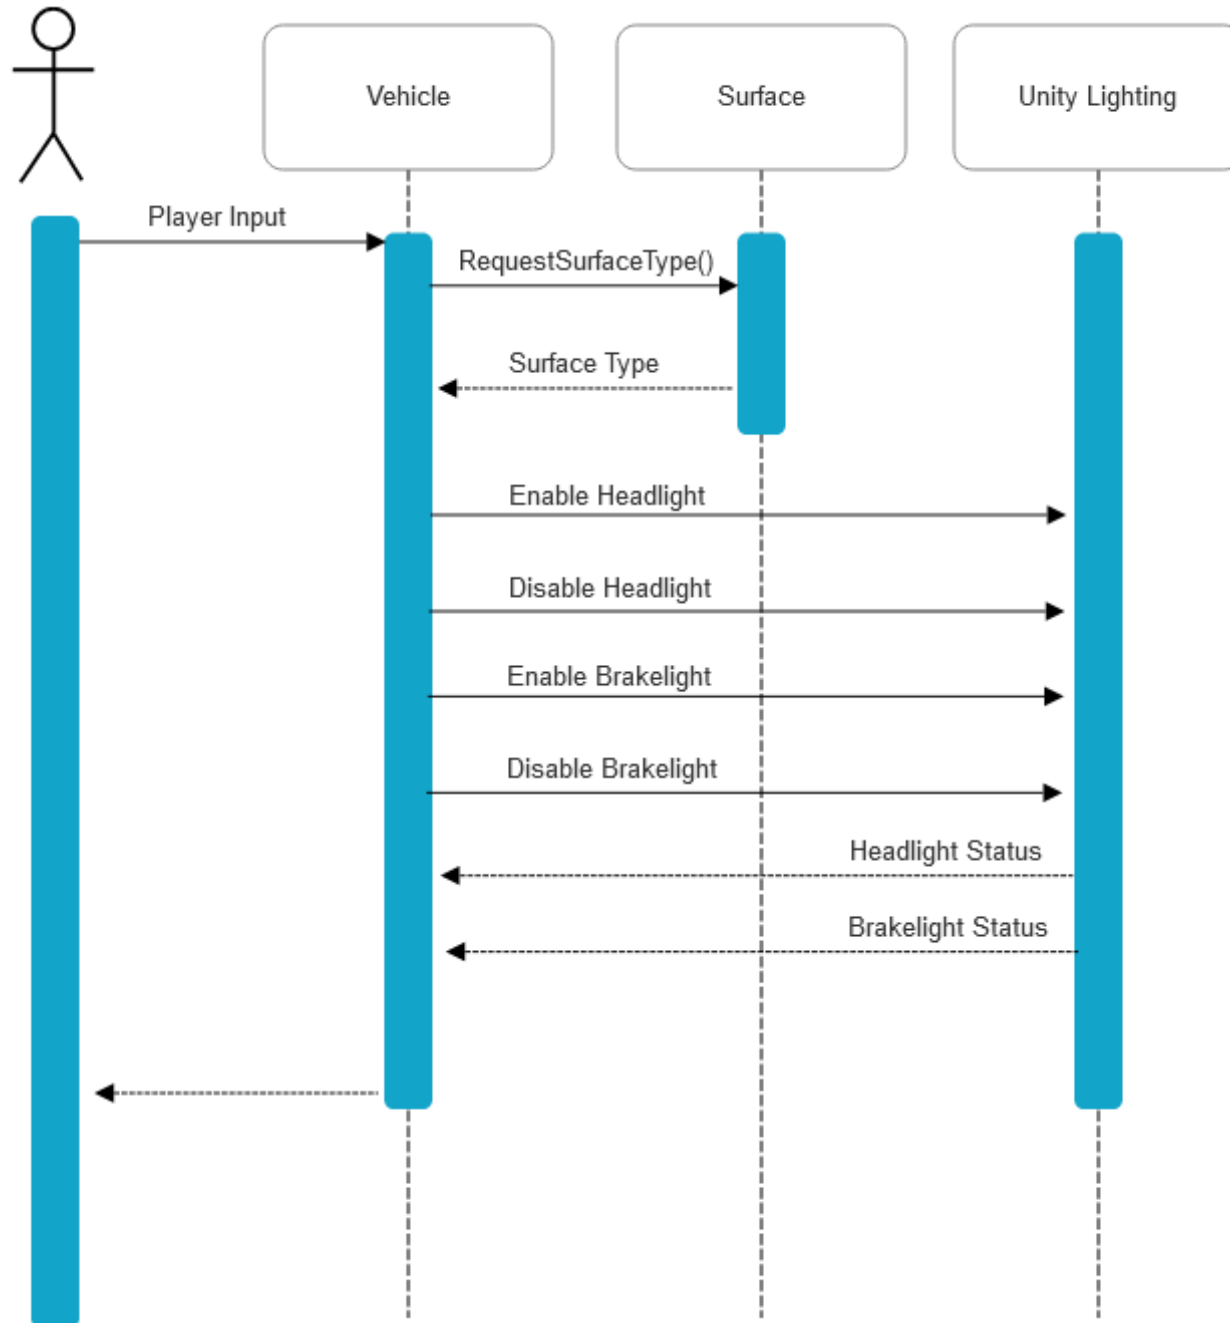 Vehicle
Surface
Unity Lighting
Player Input
RequestSurfaceType()
Surface Type
Enable Headlight
Disable Headlight
Enable Brakelight
Disable Brakelight
Headlight Status
Brakelight Status